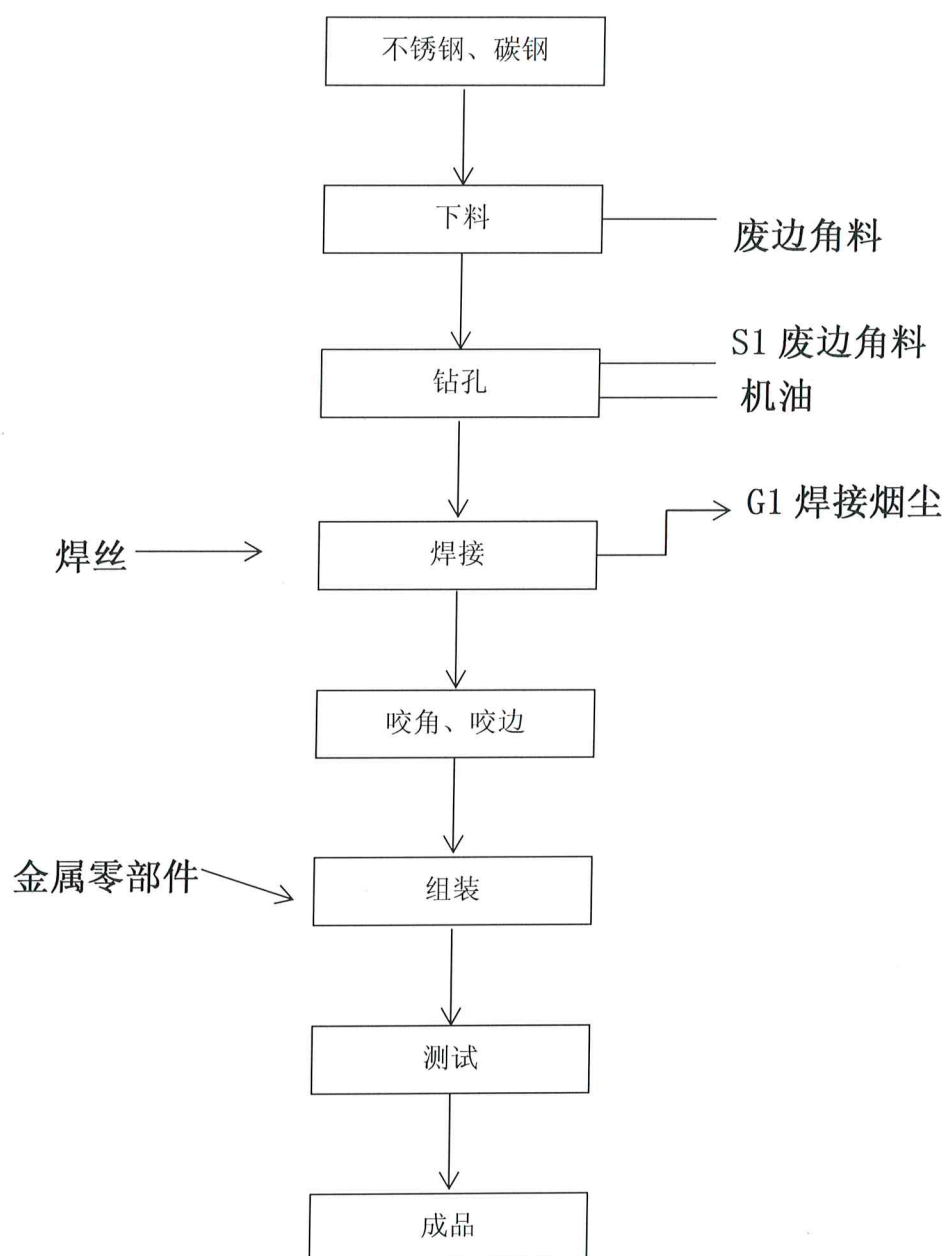 不锈钢、碳钢
下料
废边角料
S1 废边角料
钻孔
机油
G1 焊接烟尘
焊丝
焊接
咬角、咬边
金属零部件
组装
测试
成品